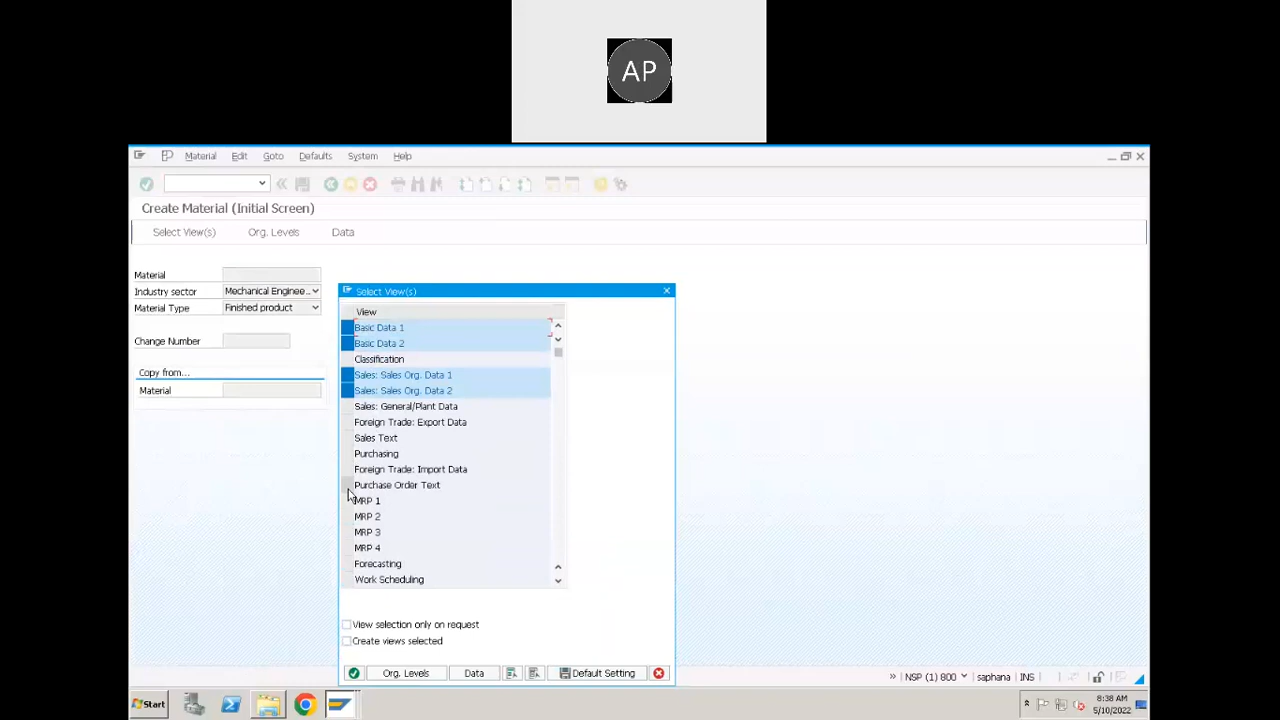 AP
Material Edit Goto Defaults System Help
Create Material (Initial Screen)
Select View(s) Org. Levels Data
Material
Industry sector Mechanical Enginee...
Material Type Finished product
Change Number
Copy from...
Material
Select View(s)
View
Basic Data 1
Basic Data 2
Classification
Sales: Sales Org. Data 1
Sales: Sales Org. Data 2
Sales: General/Plant Data
Foreign Trade: Export Data
Sales Text
Purchasing
Foreign Trade: Import Data
Purchase Order Text
MRP 1
MRP 2
MRP 3
MRP 4
Forecasting
Work Scheduling
View selection only on request
Create views selected
Org. Levels Data Default Setting
» NSP (1) 800 saphana INS
Start
8:38 AM
5/10/2022